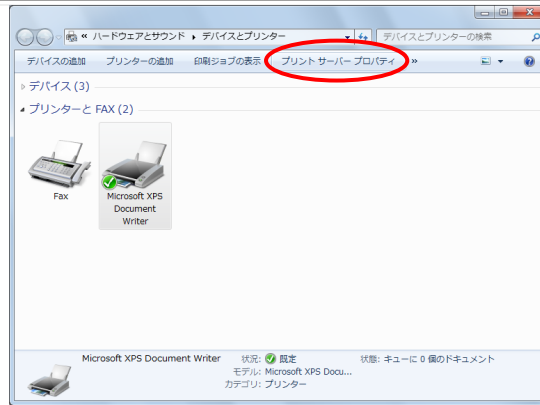 « ハードウェアとサウンド ▸ デバイスとプリンター
デバイスとプリンターの検索
デバイスの追加 プリンターの追加 印刷ジョブの表示 プリント サーバー プロパティ »
デバイス (3)
プリンターと FAX (2)
Fax
Microsoft XPS
Document
Writer
Microsoft XPS Document Writer 状況: 既定 状態: キューに 0 個のドキュメント
モデル: Microsoft XPS Docu...
カテゴリ: プリンター